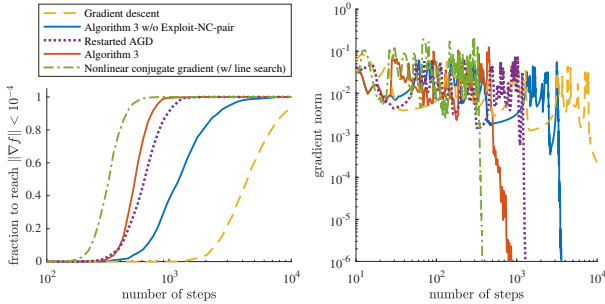 Gradient descent
Algorithm 3 w/o Exploit-NC-pair
Restarted AGD
Algorithm 3
Nonlinear conjugate gradient (w/ line search)
fraction to reach ‖∇f‖ < 10⁻⁴
1
0.8
0.6
0.4
0.2
0
10² 10³ 10⁴
number of steps
gradient norm
10�0
10⁻¹
10⁻²
10⁻³
10⁻⁴
10⁻⁵
10⁻⁶
10¹ 10² 10³ 10⁴
number of steps